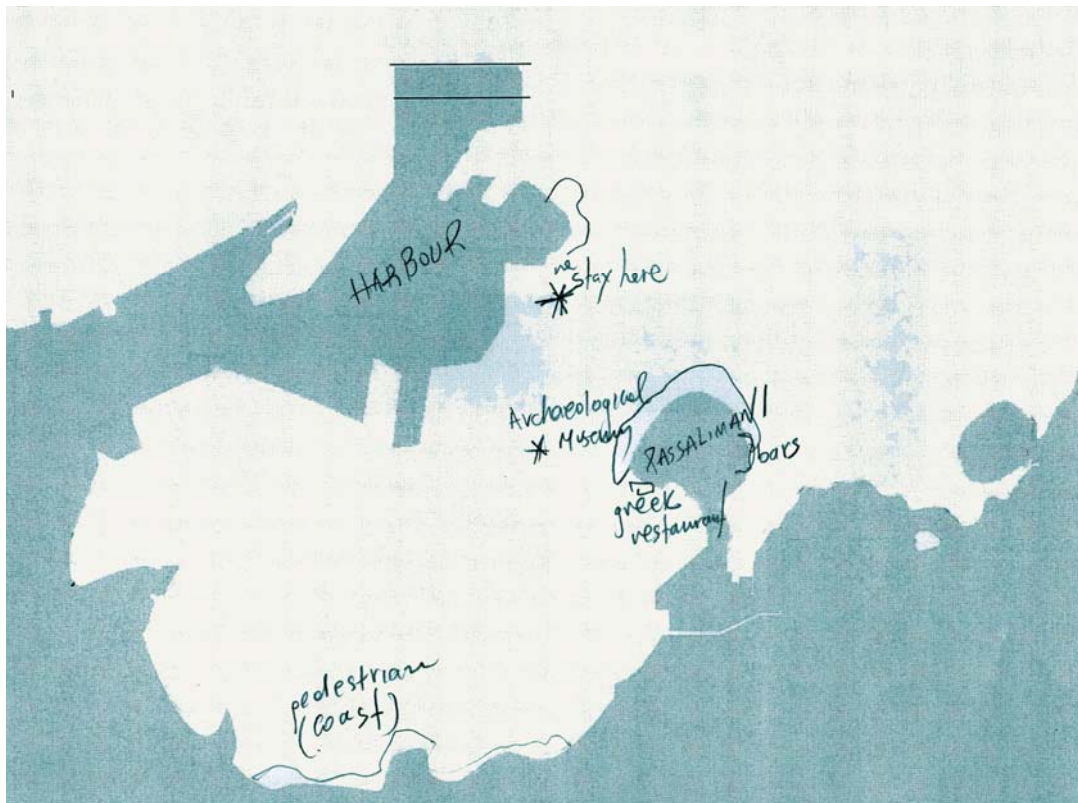 HARBOUR
we
stay here
Archaeological
Museum
PASSALIMANI
bars
greek
restaurant
pedestrian
(coast)